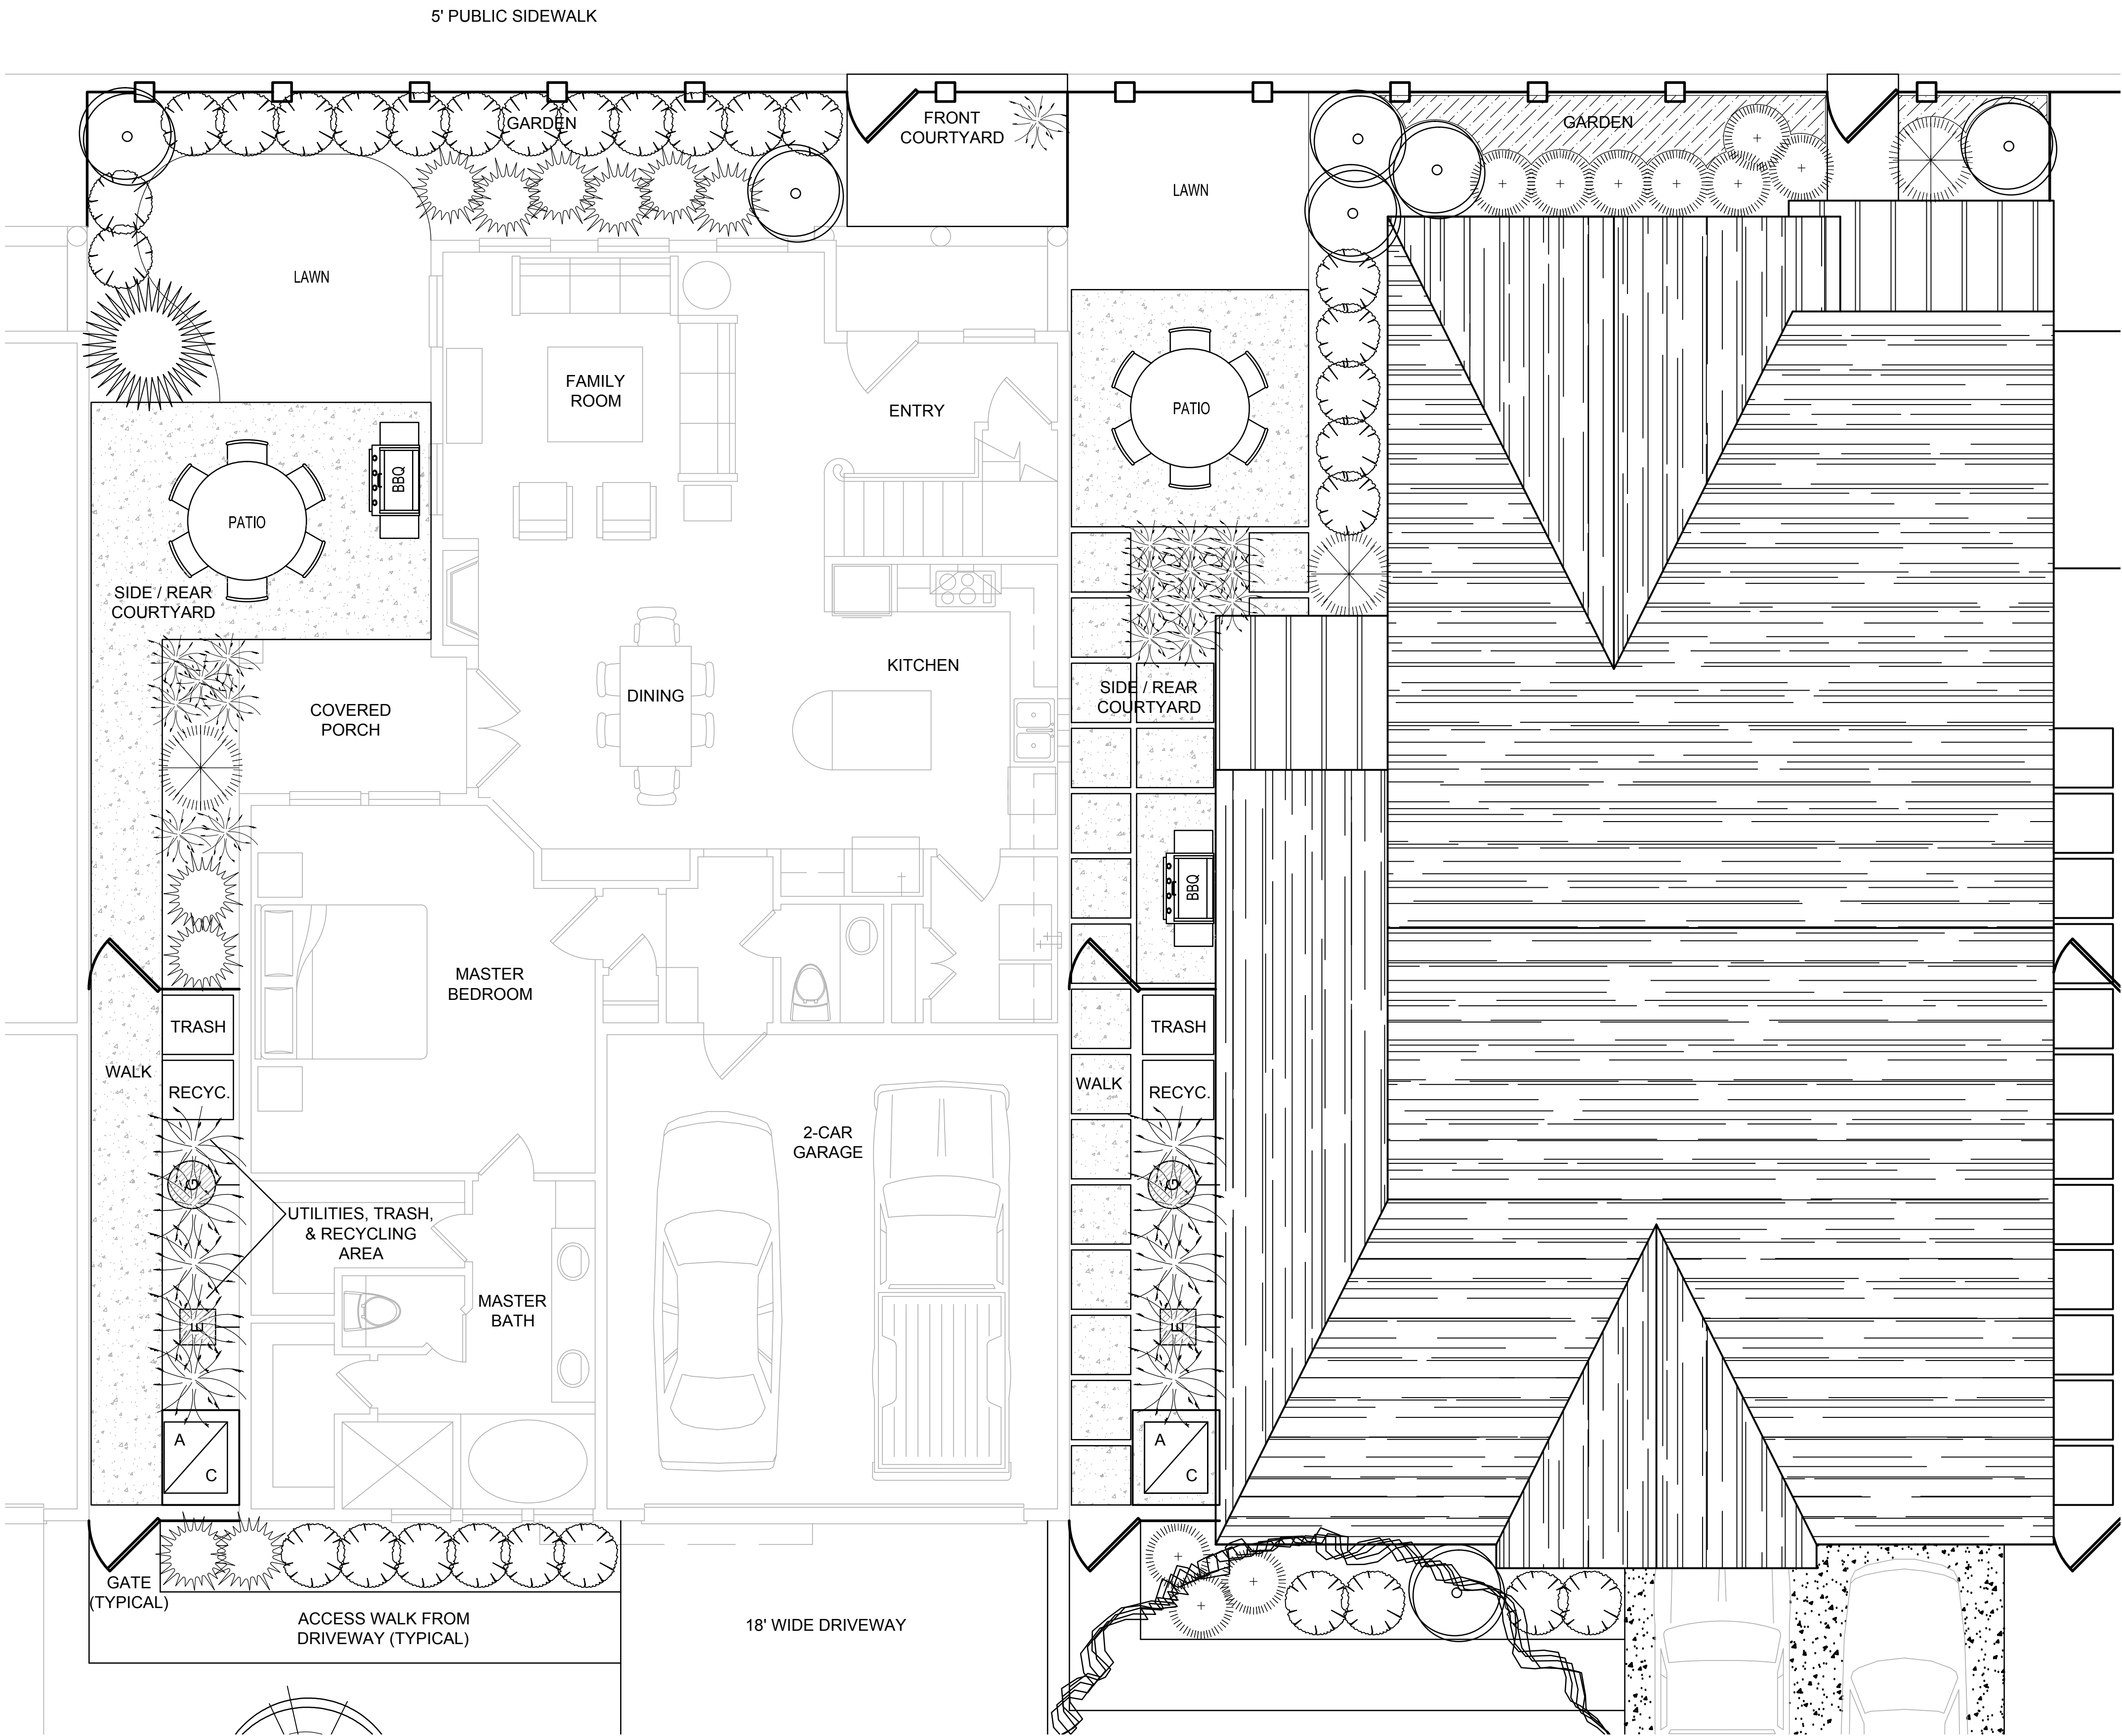 5' PUBLIC SIDEWALK
GARDEN
FRONT
COURTYARD
GARDEN
LAWN
LAWN
FAMILY
ROOM
ENTRY
PATIO
BBQ
PATIO
SIDE / REAR
COURTYARD
KITCHEN
DINING
COVERED
PORCH
SIDE / REAR
COURTYARD
BBQ
MASTER
BEDROOM
TRASH
WALK
RECYC.
TRASH
WALK
RECYC.
2-CAR
GARAGE
G
G
UTILITIES, TRASH,
& RECYCLING
AREA
MASTER
BATH
E
E
A
C
A
C
GATE
(TYPICAL)
ACCESS WALK FROM
DRIVEWAY (TYPICAL)
18' WIDE DRIVEWAY